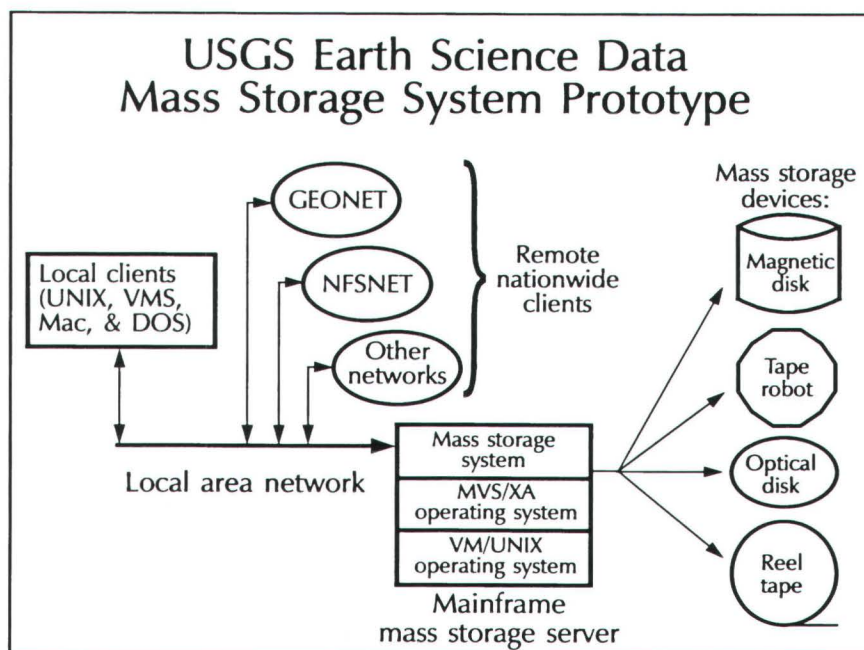 USGS Earth Science Data
Mass Storage System Prototype
GEONET
NFSNET
Other
networks
Remote
nationwide
clients
Local clients
(UNIX, VMS,
Mac, & DOS)
Local area network
Mass storage
system
MVS/XA
operating system
VM/UNIX
operating system
Mainframe
mass storage server
Mass storage
devices:
Magnetic
disk
Tape
robot
Optical
disk
Reel
tape